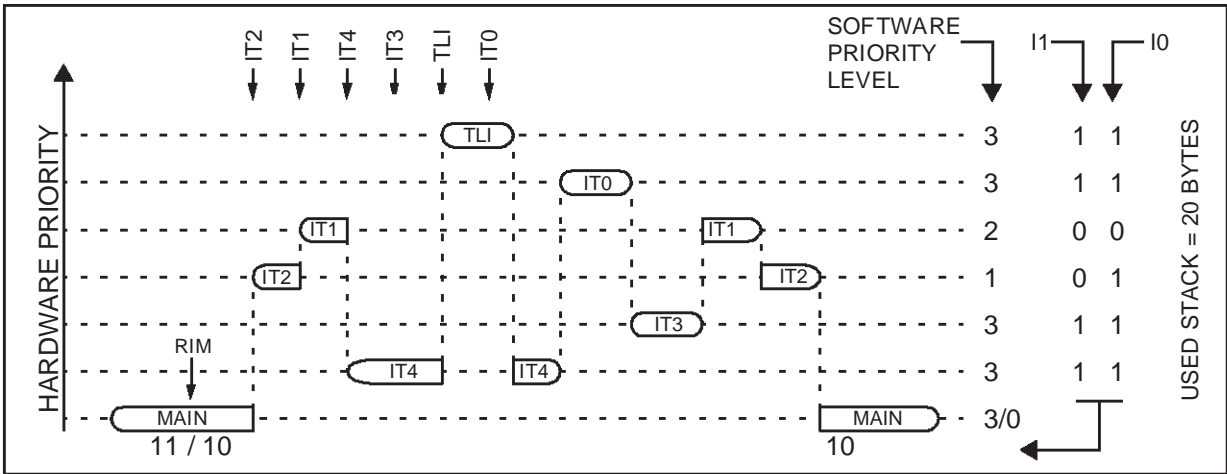 IT2
IT1
IT4
IT3
TLI
IT0
SOFTWARE
PRIORITY
LEVEL
I1
I0
HARDWARE PRIORITY
TLI
3
1 1
IT0
3
1 1
IT1
IT1
2
0 0
IT2
IT2
1
0 1
IT3
3
1 1
RIM
IT4
IT4
3
1 1
MAIN
MAIN
3/0
11 / 10
10
USED STACK = 20 BYTES